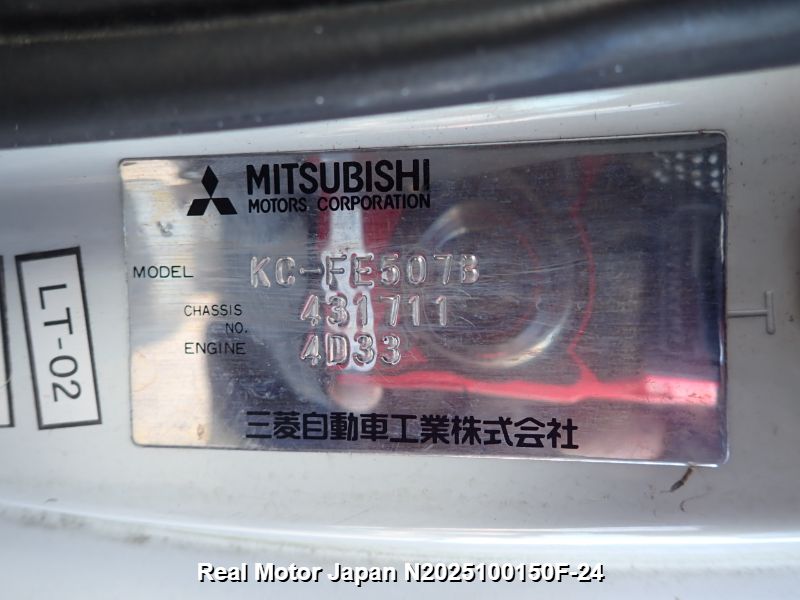 MITSUBISHI
MOTORS CORPORATION
MODEL KC-FE507B
CHASSIS NO. 431711
ENGINE 4D33
三菱自動車工業株式会社
LT-02
Real Motor Japan N2025100150F-24